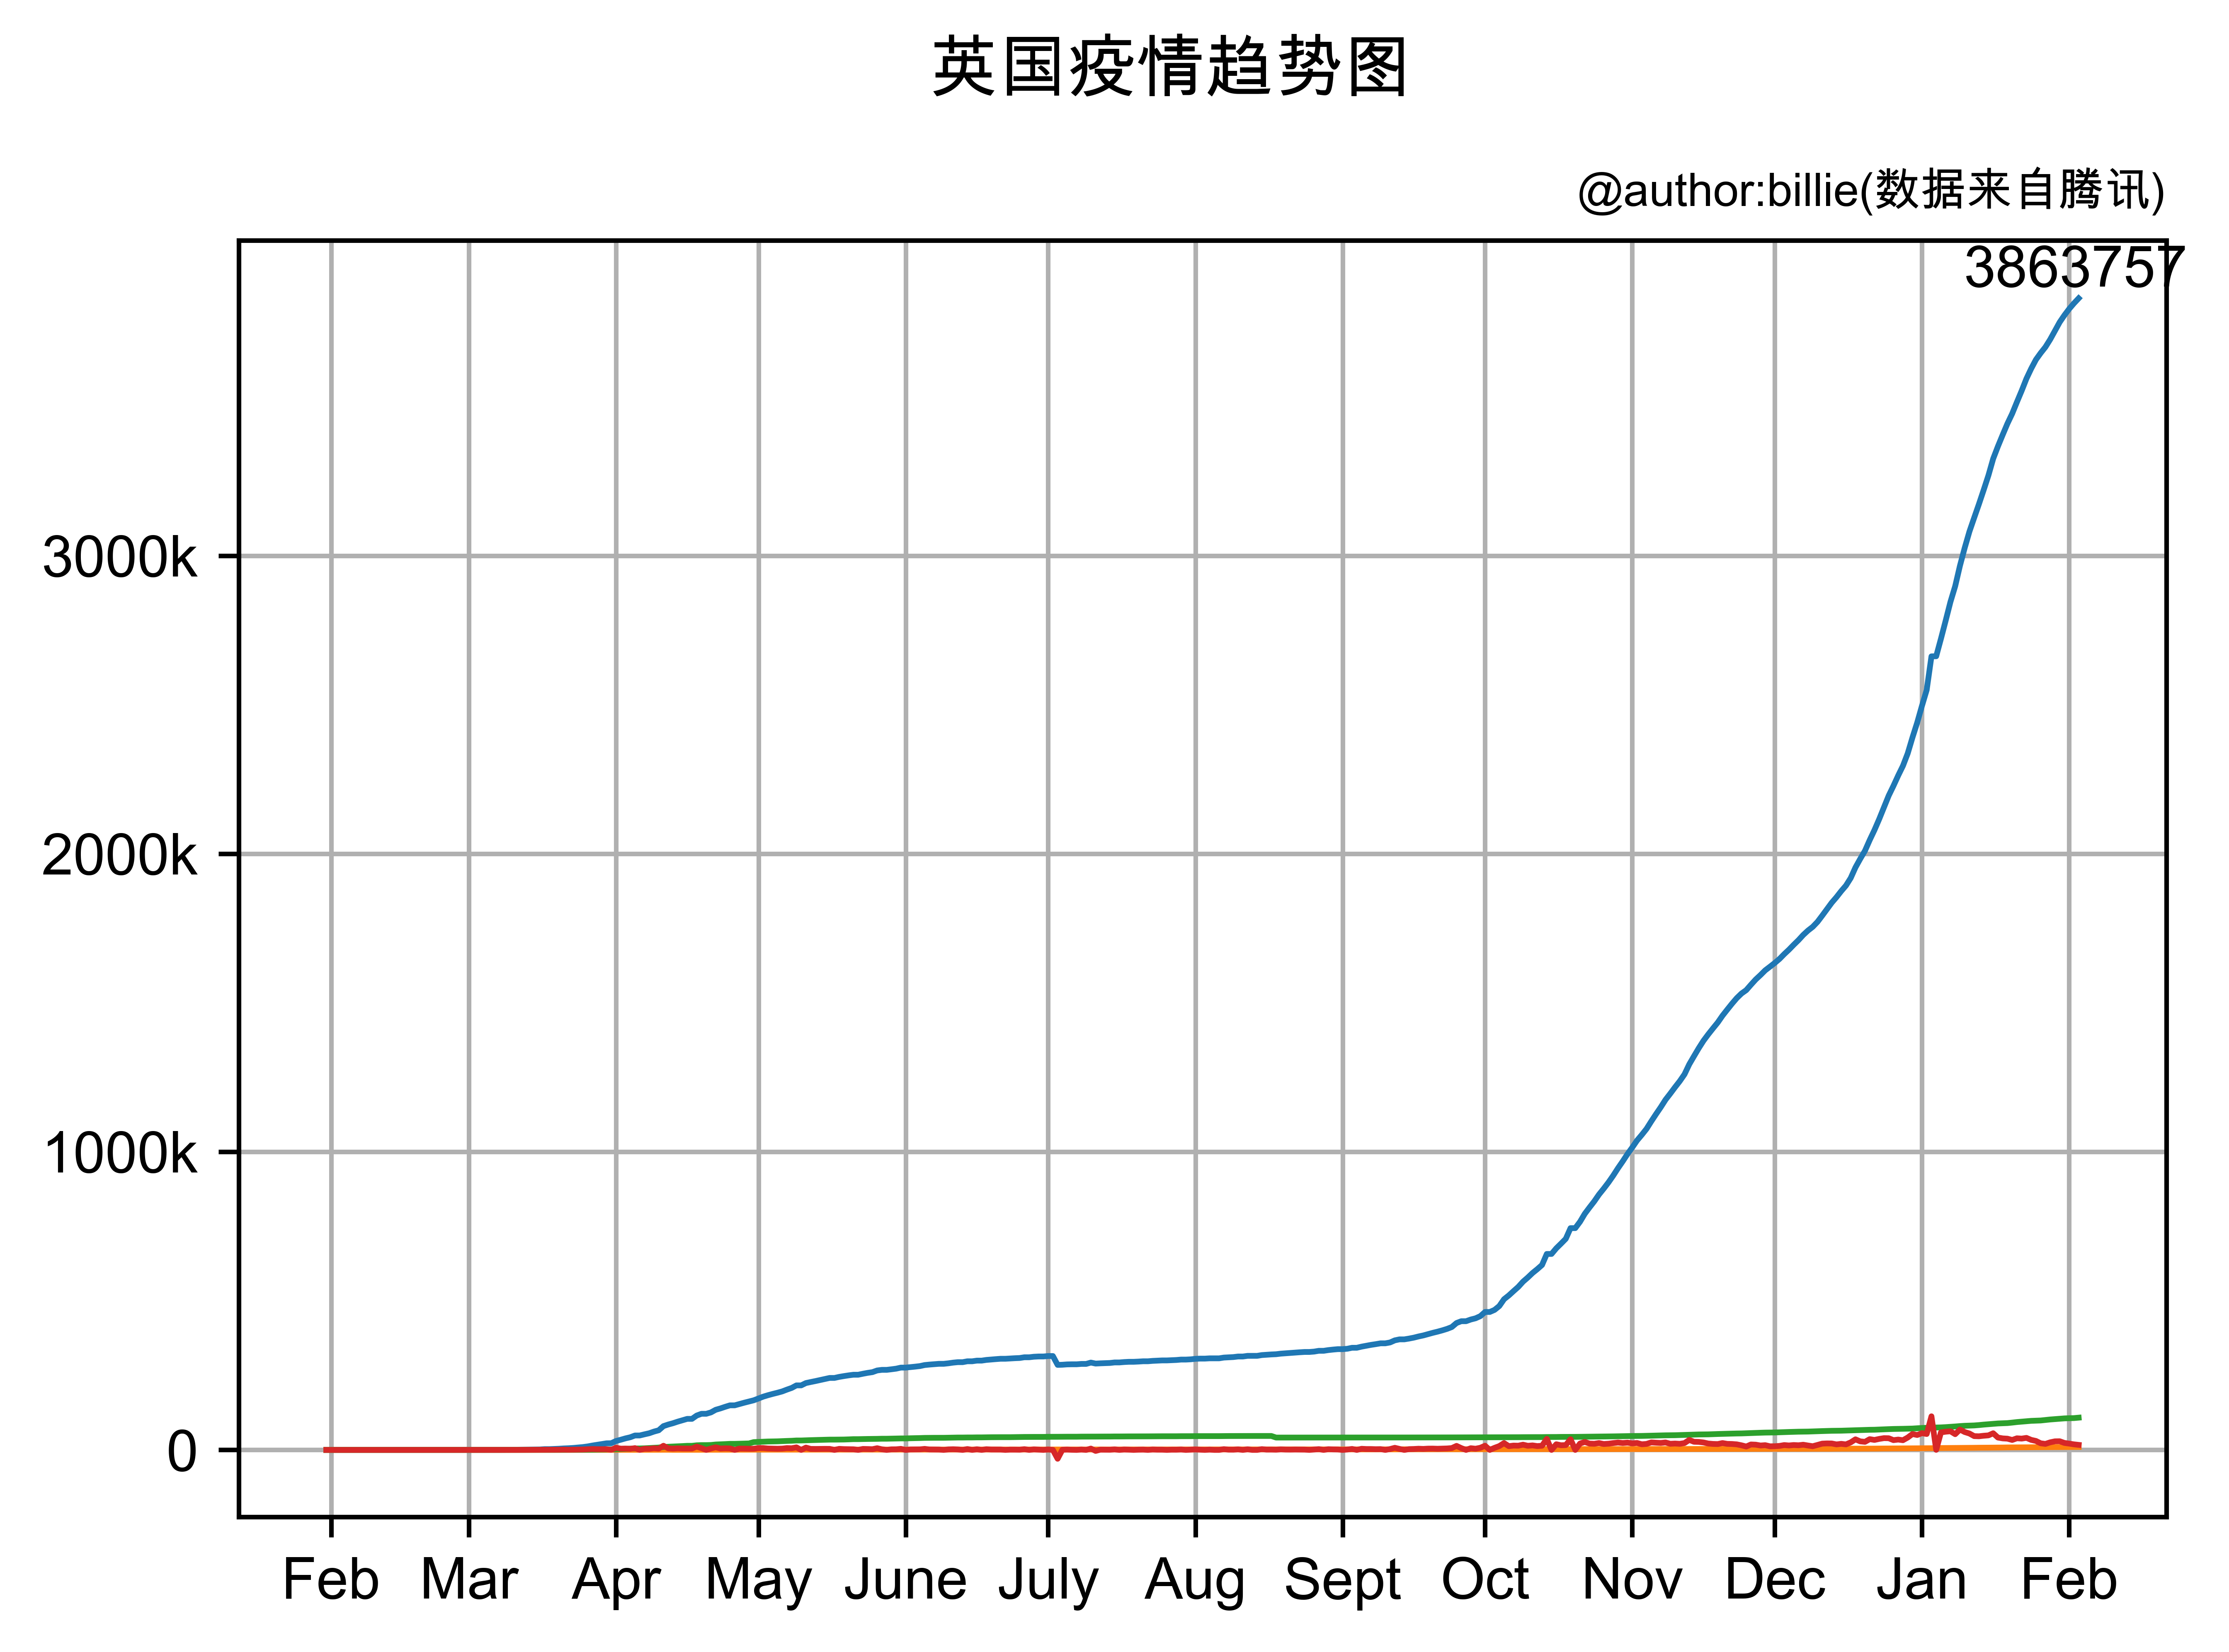 英国疫情趋势图
@author:billie(数据来自腾讯)
3863757
3000k
2000k
1000k
0
Feb Mar Apr May June July Aug Sept Oct Nov Dec Jan Feb